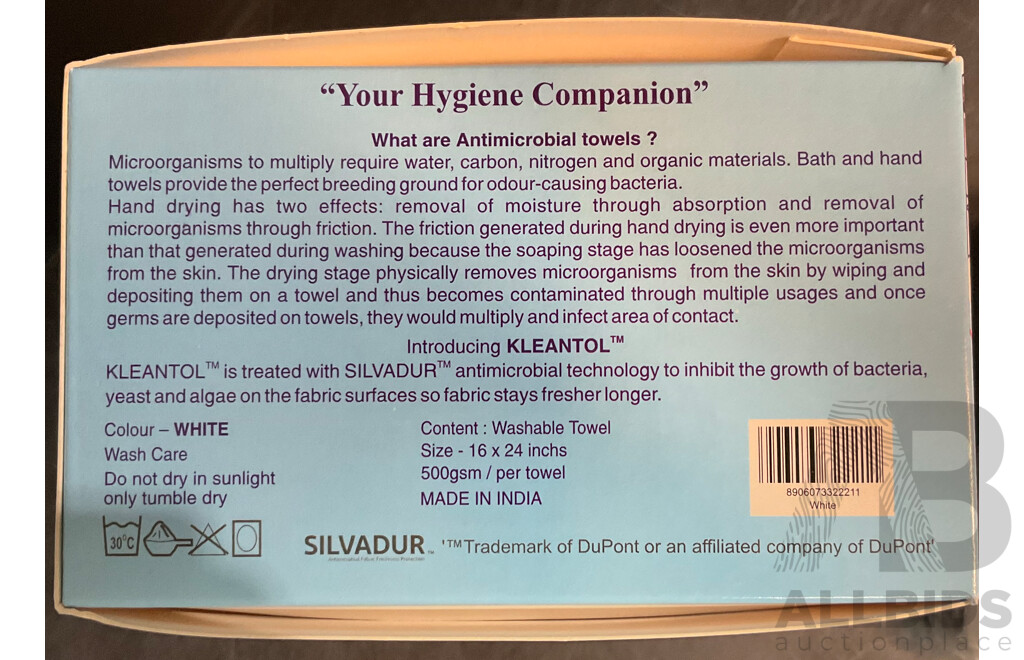 “Your Hygiene Companion”
What are Antimicrobial towels ?
Microorganisms to multiply require water, carbon, nitrogen and organic materials. Bath and hand
towels provide the perfect breeding ground for odour-causing bacteria.
Hand drying has two effects: removal of moisture through absorption and removal of
microorganisms through friction. The friction generated during hand drying is even more important
than that generated during washing because the soaping stage has loosened the microorganisms
from the skin. The drying stage physically removes microorganisms from the skin by wiping and
depositing them on a towel and thus becomes contaminated through multiple usages and once
germs are deposited on towels, they would multiply and infect area of contact.
Introducing KLEANTOL™
KLEANTOL™ is treated with SILVADUR™ antimicrobial technology to inhibit the growth of bacteria,
yeast and algae on the fabric surfaces so fabric stays fresher longer.
Colour – WHITE
Wash Care
Do not dry in sunlight
only tumble dry
30°C
Content : Washable Towel
Size - 16 x 24 inchs
500gsm / per towel
MADE IN INDIA
8906073322211
White
SILVADUR™ '™Trademark of DuPont or an affiliated company of DuPont'
AB
ALLBIDS
auctionplace